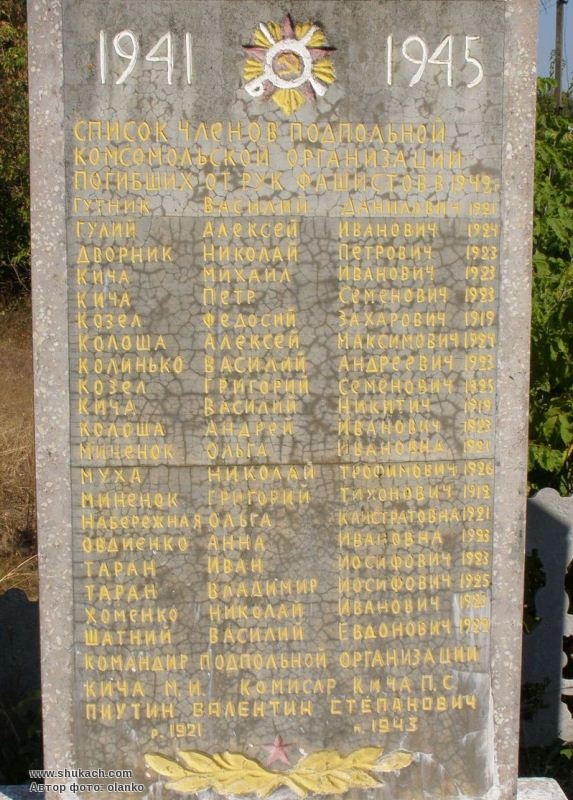 1941 1945
СПИСОК ЧЛЕНОВ ПОДПОЛЬНОЙ
КОМСОМОЛЬСКОЙ ОРГАНИЗАЦИИ
ПОГИБШИХ ОТ РУК ФАШИСТОВ В 1942г.
ГУТНИК ВАСИЛИЙ ДАНИЛОВИЧ 1921
ГУЛИЙ АЛЕКСЕЙ ИВАНОВИЧ 1924
ДВОРНИК НИКОЛАЙ ПЕТРОВИЧ 1923
КИЧА МИХАИЛ ИВАНОВИЧ 1923
КИЧА ПЕТР СЕМЕНОВИЧ 1923
КОЗЕЛ ФЕДОСИЙ ЗАХАРОВИЧ 1919
КОЛОША АЛЕКСЕЙ МАКСИМОВИЧ 1924
КОЛИНЬКО ВАСИЛИЙ АНДРЕЕВИЧ 1923
КОЗЕЛ ГРИГОРИЙ СЕМЕНОВИЧ 1925
КИЧА ВАСИЛИЙ НИКИТИЧ 1919
КОЛОША АНДРЕЙ ИВАНОВИЧ 1923
МИНЕНОК ОЛЬГА ИВАНОВНА 1921
МУХА НИКОЛАЙ ТРОФИМОВИЧ 1926
МИНЕНОК ГРИГОРИЙ ТИХОНОВИЧ 1912
НАБЕРЕЖНАЯ ОЛЬГА 1921
ОВДИЕНКО АННА ИВАНОВНА 1923
ТАРАН ИВАН ИОСИФОВИЧ 1923
ТАРАН ВЛАДИМИР ИОСИФОВИЧ 1925
ХОМЕНКО НИКОЛАЙ ИВАНОВИЧ
ШАТНИЙ ВАСИЛИЙ ЕВДОНОВИЧ 1922
КОМАНДИР ПОДПОЛЬНОЙ ОРГАНИЗАЦИИ
КИЧА М.И. КОМИСАР КИЧА П.С
ПИУТИН ВАЛЕНТИН СТЕПАНОВИЧ
р. 1921 п. 1943
www.shukach.com
Автор фото: olanko